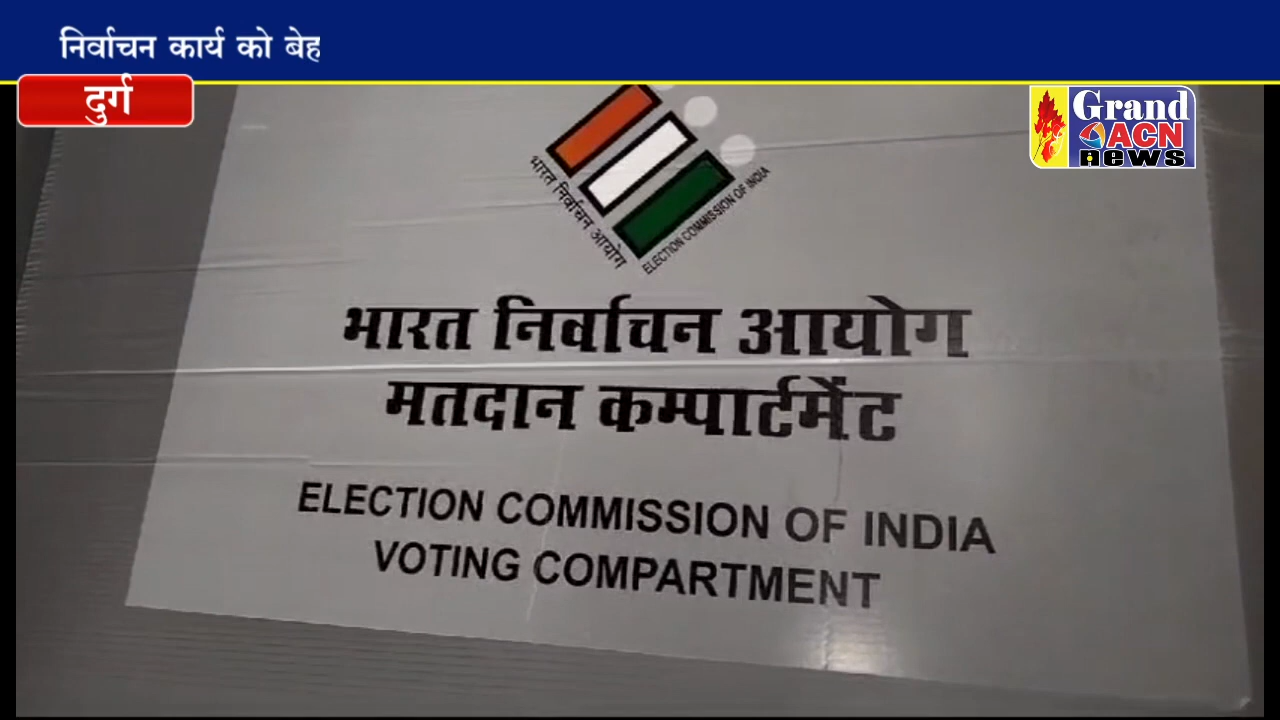 निर्वाचन कार्य को बेह
दुर्ग
Grand
ACN
news
भारत निर्वाचन आयोग
ELECTION COMMISSION OF INDIA
भारत निर्वाचन आयोग
मतदान कम्पार्टमेंट
ELECTION COMMISSION OF INDIA
VOTING COMPARTMENT